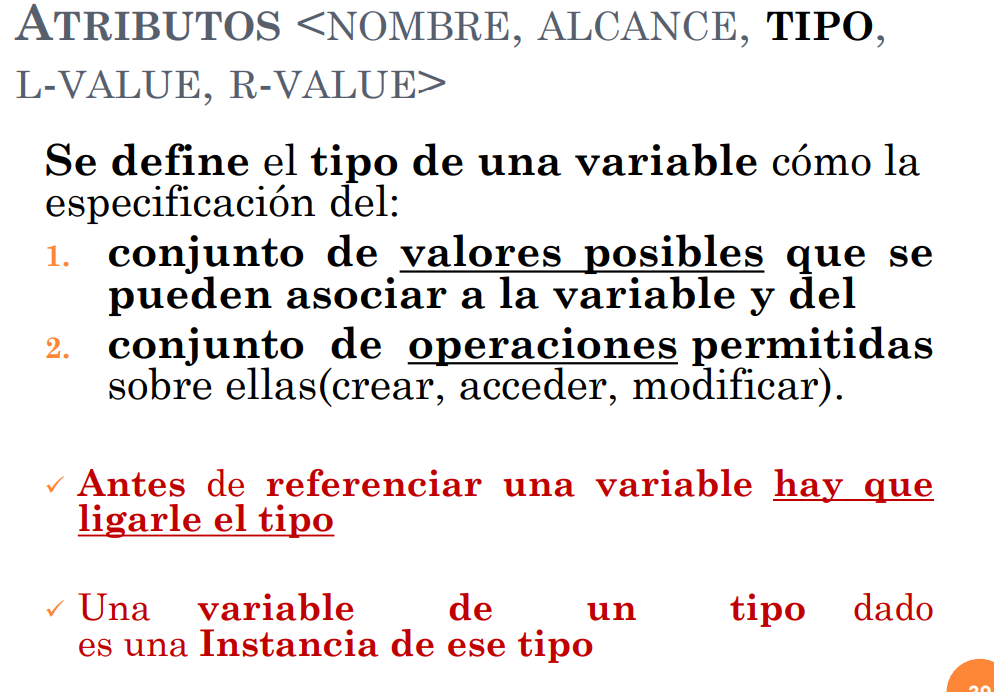 ATRIBUTOS <NOMBRE, ALCANCE, TIPO,
L-VALUE, R-VALUE>
Se define el tipo de una variable cómo la
especificación del:
1. conjunto de valores posibles que se
pueden asociar a la variable y del
2. conjunto de operaciones permitidas
sobre ellas(crear, acceder, modificar).
✓ Antes de referenciar una variable hay que
ligarle el tipo
✓ Una variable de un tipo dado
es una Instancia de ese tipo